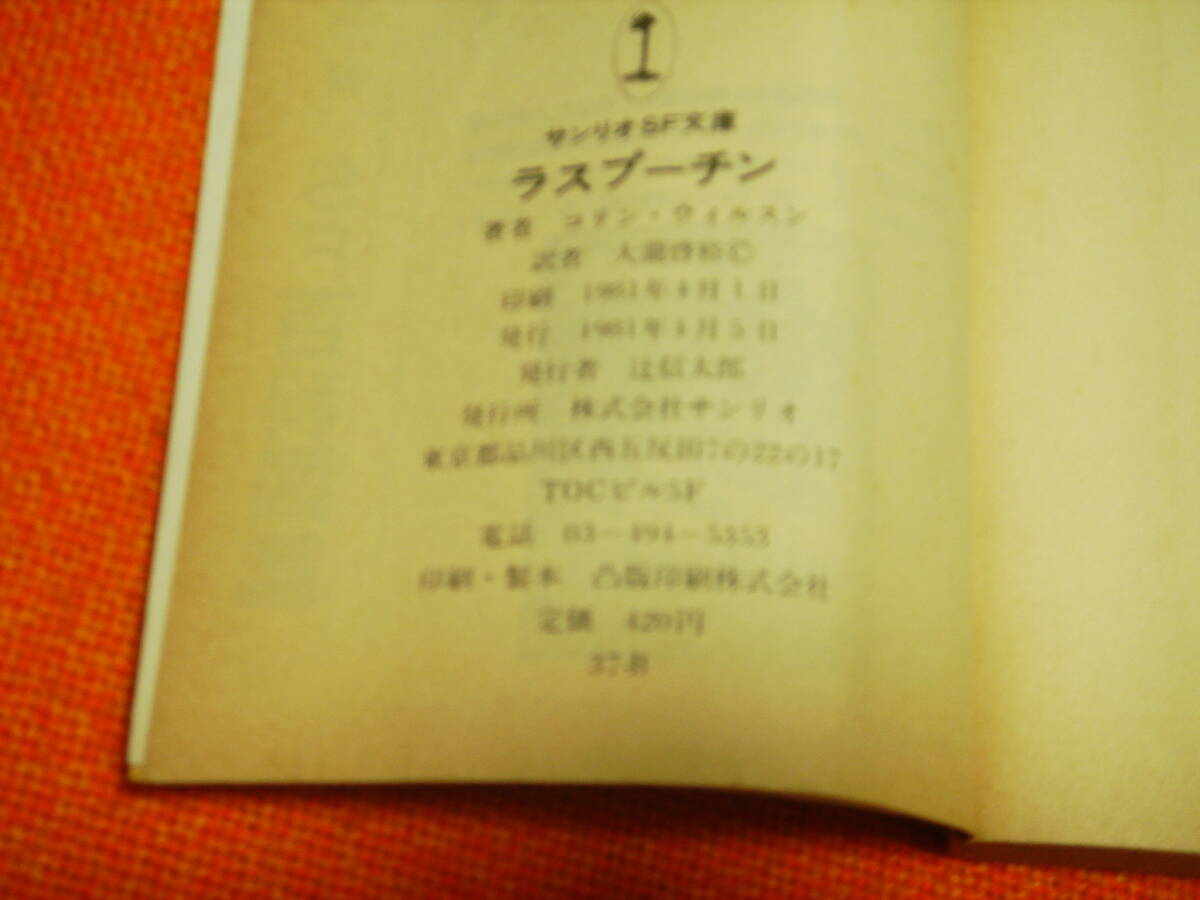 サンリオSF文庫
ラスプーチン
著者 コリン・ウィルスン
訳者 大瀧啓裕©
印刷 1981年4月1日
発行 1981年4月5日
発行者 辻信太郎
発行所 株式会社サンリオ
東京都品川区西五反田7の22の17
TOCビル5F
電話 03-494-5353
印刷・製本 凸版印刷株式会社
定価 420円
37-B